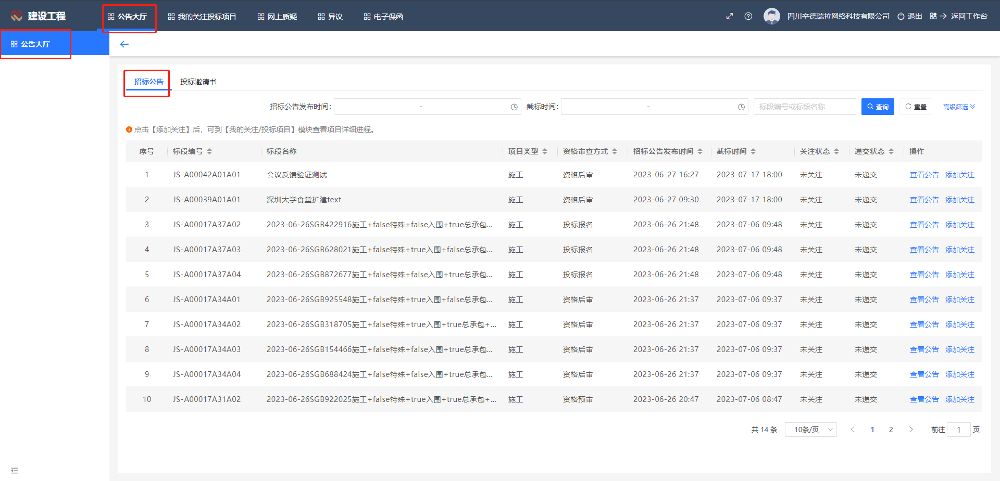 建设工程 公告大厅 我的关注投标项目 网上质疑 异议 电子保函 四川辛德瑞拉网络科技有限公司 退出 返回工作台
公告大厅
招标公告 投标邀请书
招标公告发布时间: - 截标时间: - 标段编号或标段名称 查询 重置 高级筛选
点击【添加关注】后，可到【我的关注/投标项目】模块查看项目详细进程。
序号 标段编号 标段名称 项目类型 资格审查方式 招标公告发布时间 截标时间 关注状态 递交状态 操作
1 JS-A00042A01A01 会议反馈验证测试 施工 资格后审 2023-06-27 16:27 2023-07-17 18:00 未关注 未递交 查看公告 添加关注
2 JS-A00039A01A01 深圳大学食堂扩建text 施工 资格后审 2023-06-27 09:30 2023-07-17 18:00 未关注 未递交 查看公告 添加关注
3 JS-A00017A37A02 2023-06-26SGB422916施工+false特殊+false入围+true总承包... 施工 投标报名 2023-06-26 21:48 2023-07-06 09:48 未关注 未递交 查看公告 添加关注
4 JS-A00017A37A03 2023-06-26SGB628021施工+false特殊+true入围+false总承包... 施工 投标报名 2023-06-26 21:48 2023-07-06 09:48 未关注 未递交 查看公告 添加关注
5 JS-A00017A37A04 2023-06-26SGB872677施工+false特殊+false入围+true总承包... 施工 投标报名 2023-06-26 21:48 2023-07-06 09:48 未关注 未递交 查看公告 添加关注
6 JS-A00017A34A01 2023-06-26SGB925548施工+false特殊+true入围+false总承包... 施工 资格后审 2023-06-26 21:37 2023-07-06 09:37 未关注 未递交 查看公告 添加关注
7 JS-A00017A34A02 2023-06-26SGB318705施工+false特殊+true入围+true总承包+... 施工 资格后审 2023-06-26 21:37 2023-07-06 09:37 未关注 未递交 查看公告 添加关注
8 JS-A00017A34A03 2023-06-26SGB154466施工+false特殊+false入围+true总承包... 施工 资格后审 2023-06-26 21:37 2023-07-06 09:37 未关注 未递交 查看公告 添加关注
9 JS-A00017A34A04 2023-06-26SGB688424施工+false特殊+false入围+true总承包... 施工 资格后审 2023-06-26 21:37 2023-07-06 09:37 未关注 未递交 查看公告 添加关注
10 JS-A00017A31A02 2023-06-26SGB922025施工+false特殊+true入围+true总承包+... 施工 资格预审 2023-06-26 20:47 2023-07-06 08:47 未关注 未递交 查看公告 添加关注
共 14 条 10条/页 1 2 前往 1 页